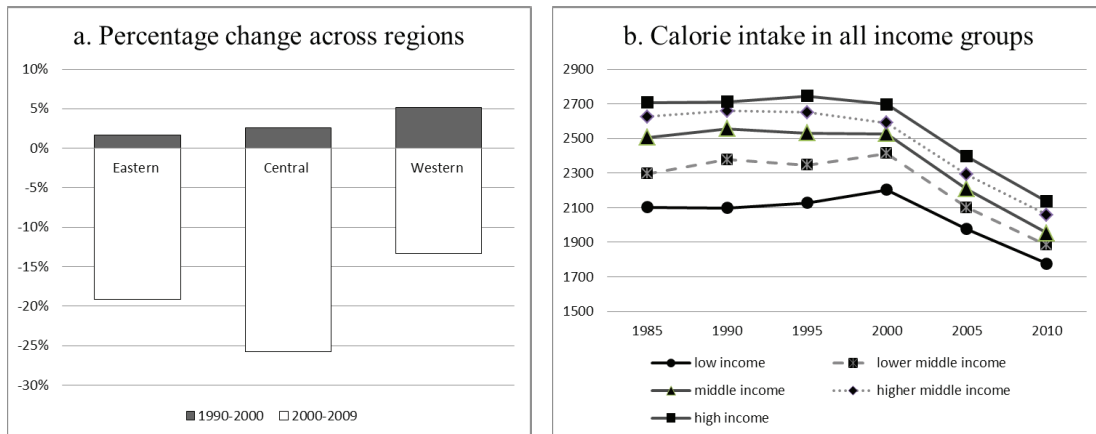 a. Percentage change across regions
10%
5%
0%
-5%
-10%
-15%
-20%
-25%
-30%
Eastern Central Western
1990-2000 2000-2009
b. Calorie intake in all income groups
2900
2700
2500
2300
2100
1900
1700
1500
1985 1990 1995 2000 2005 2010
low income lower middle income
middle income higher middle income
high income